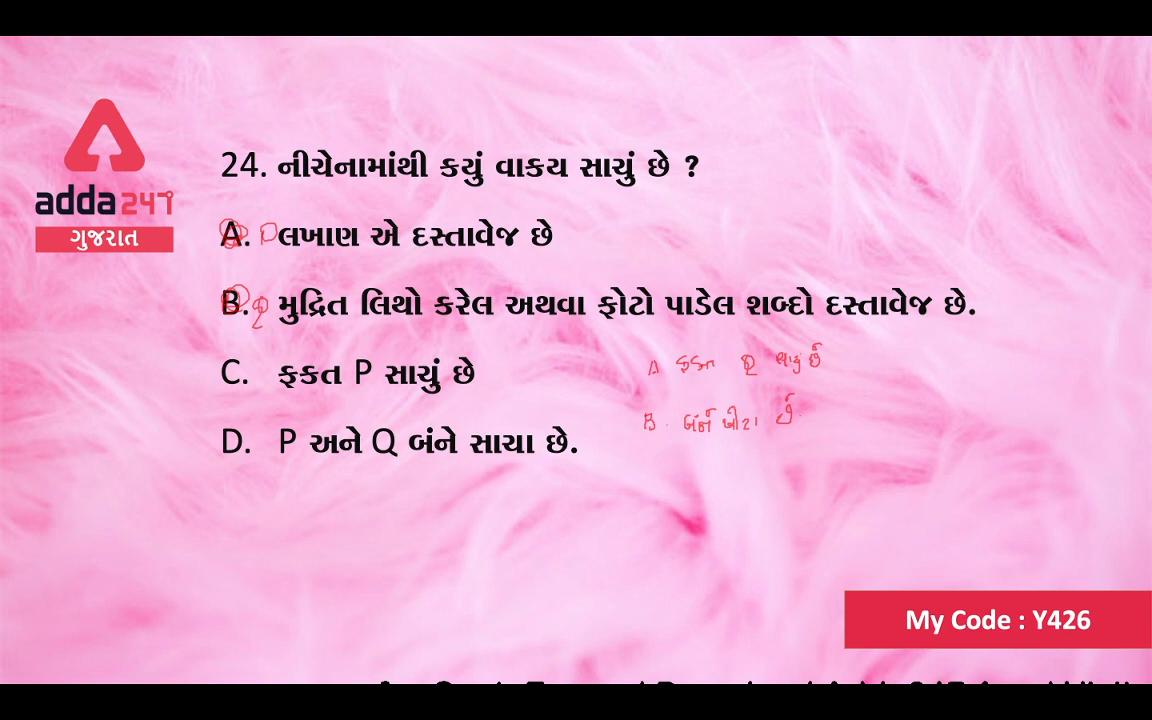 adda247
ગુજરાત
24. નીચેનામાંથી કયું વાકય સાચું છે ?
A. P લખાણ એ દસ્તાવેજ છે
B. Q મુદ્રિત લિથો કરેલ અથવા ફોટો પાડેલ શબ્દો દસ્તાવેજ છે.
C. ફકત P સાચું છે
A ફકત Q સાચું છે
D. P અને Q બંને સાચા છે.
B. બંને ખોટા છે.
My Code : Y426